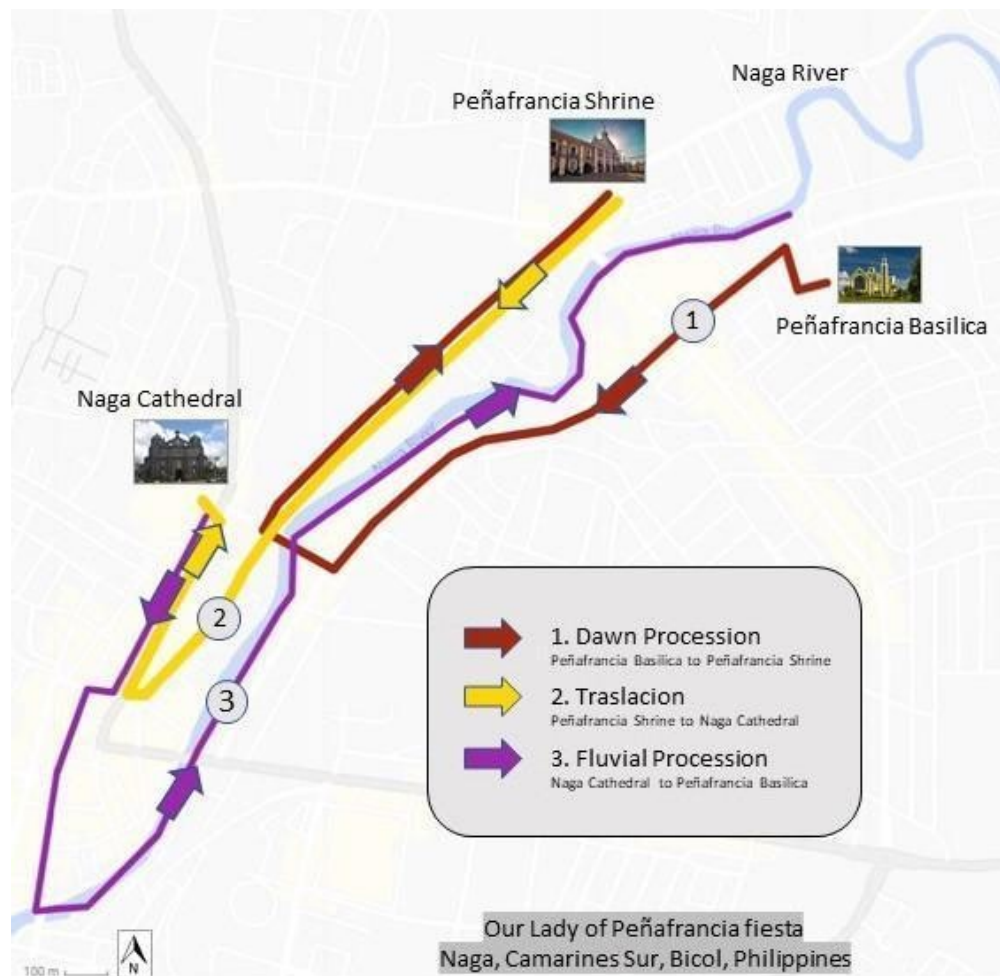 Naga River
Peñafrancia Shrine
Peñafrancia Basilica
1
Naga Cathedral
2
3
1. Dawn Procession
Peñafrancia Basilica to Peñafrancia Shrine
2. Traslacion
Peñafrancia Shrine to Naga Cathedral
3. Fluvial Procession
Naga Cathedral to Peñafrancia Basilica
Our Lady of Peñafrancia fiesta
Naga, Camarines Sur, Bicol, Philippines
100 m
N